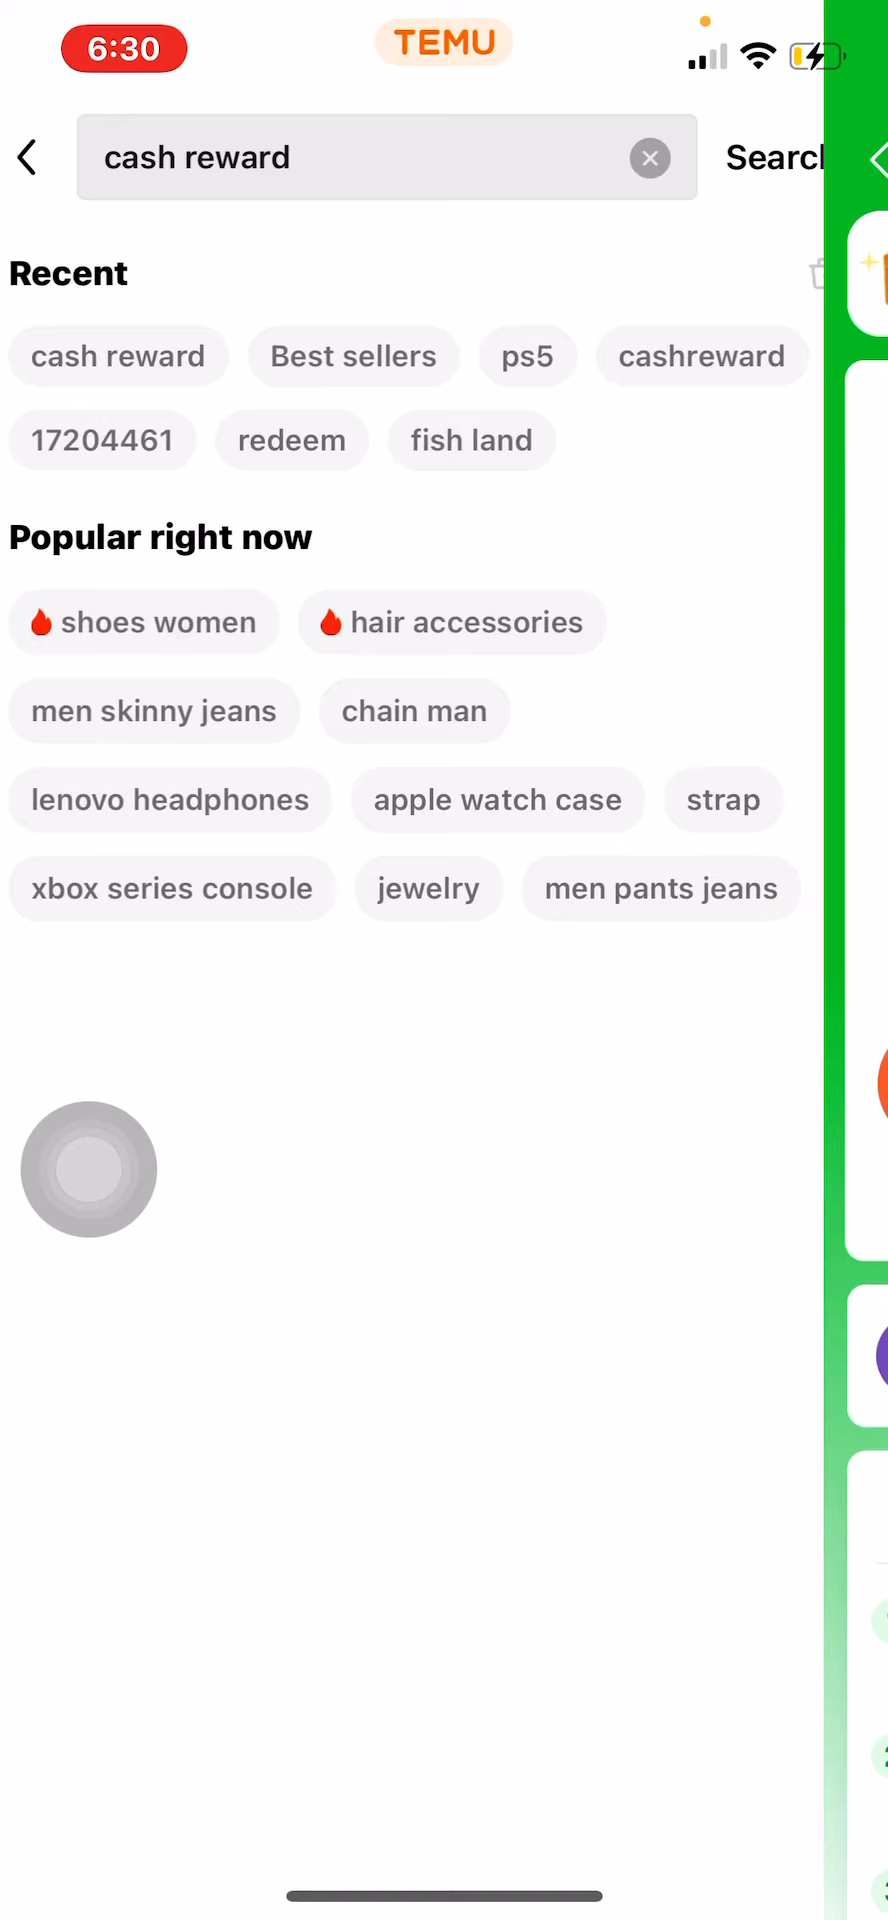 6:30
TEMU
cash reward
Search
Recent
cash reward Best sellers ps5 cashreward
17204461 redeem fish land
Popular right now
shoes women hair accessories
men skinny jeans chain man
lenovo headphones apple watch case strap
xbox series console jewelry men pants jeans